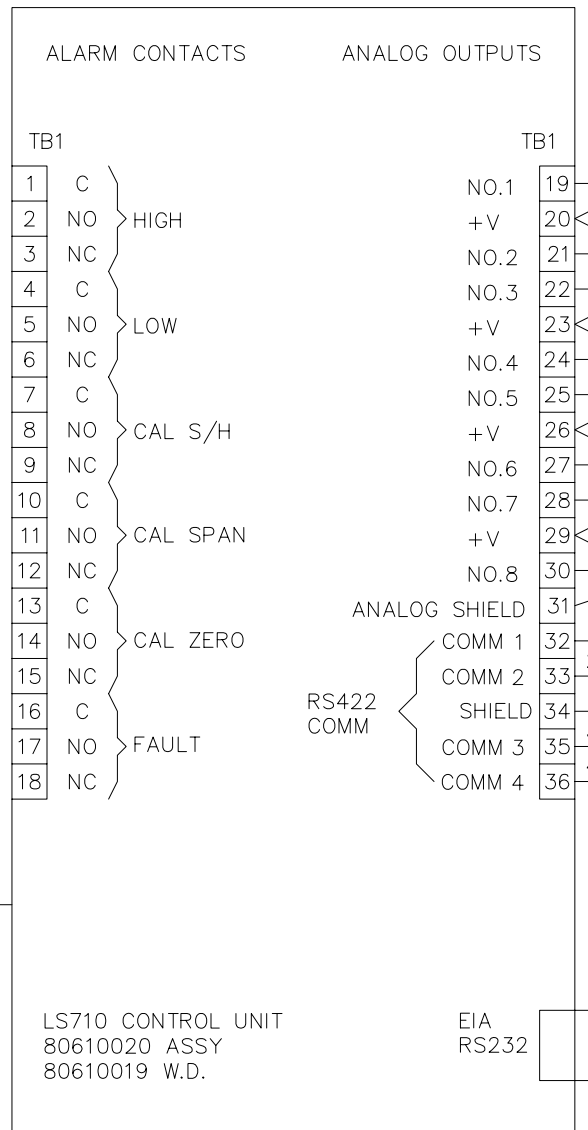 ALARM CONTACTS ANALOG OUTPUTS
TB1 TB1
1 C NO.1 19
2 NO HIGH +V 20
3 NC NO.2 21
4 C NO.3 22
5 NO LOW +V 23
6 NC NO.4 24
7 C NO.5 25
8 NO CAL S/H +V 26
9 NC NO.6 27
10 C NO.7 28
11 NO CAL SPAN +V 29
12 NC NO.8 30
13 C ANALOG SHIELD 31
14 NO CAL ZERO COMM 1 32
15 NC COMM 2 33
16 C RS422 SHIELD 34
17 NO FAULT COMM COMM 3 35
18 NC COMM 4 36
LS710 CONTROL UNIT EIA
80610020 ASSY RS232
80610019 W.D.